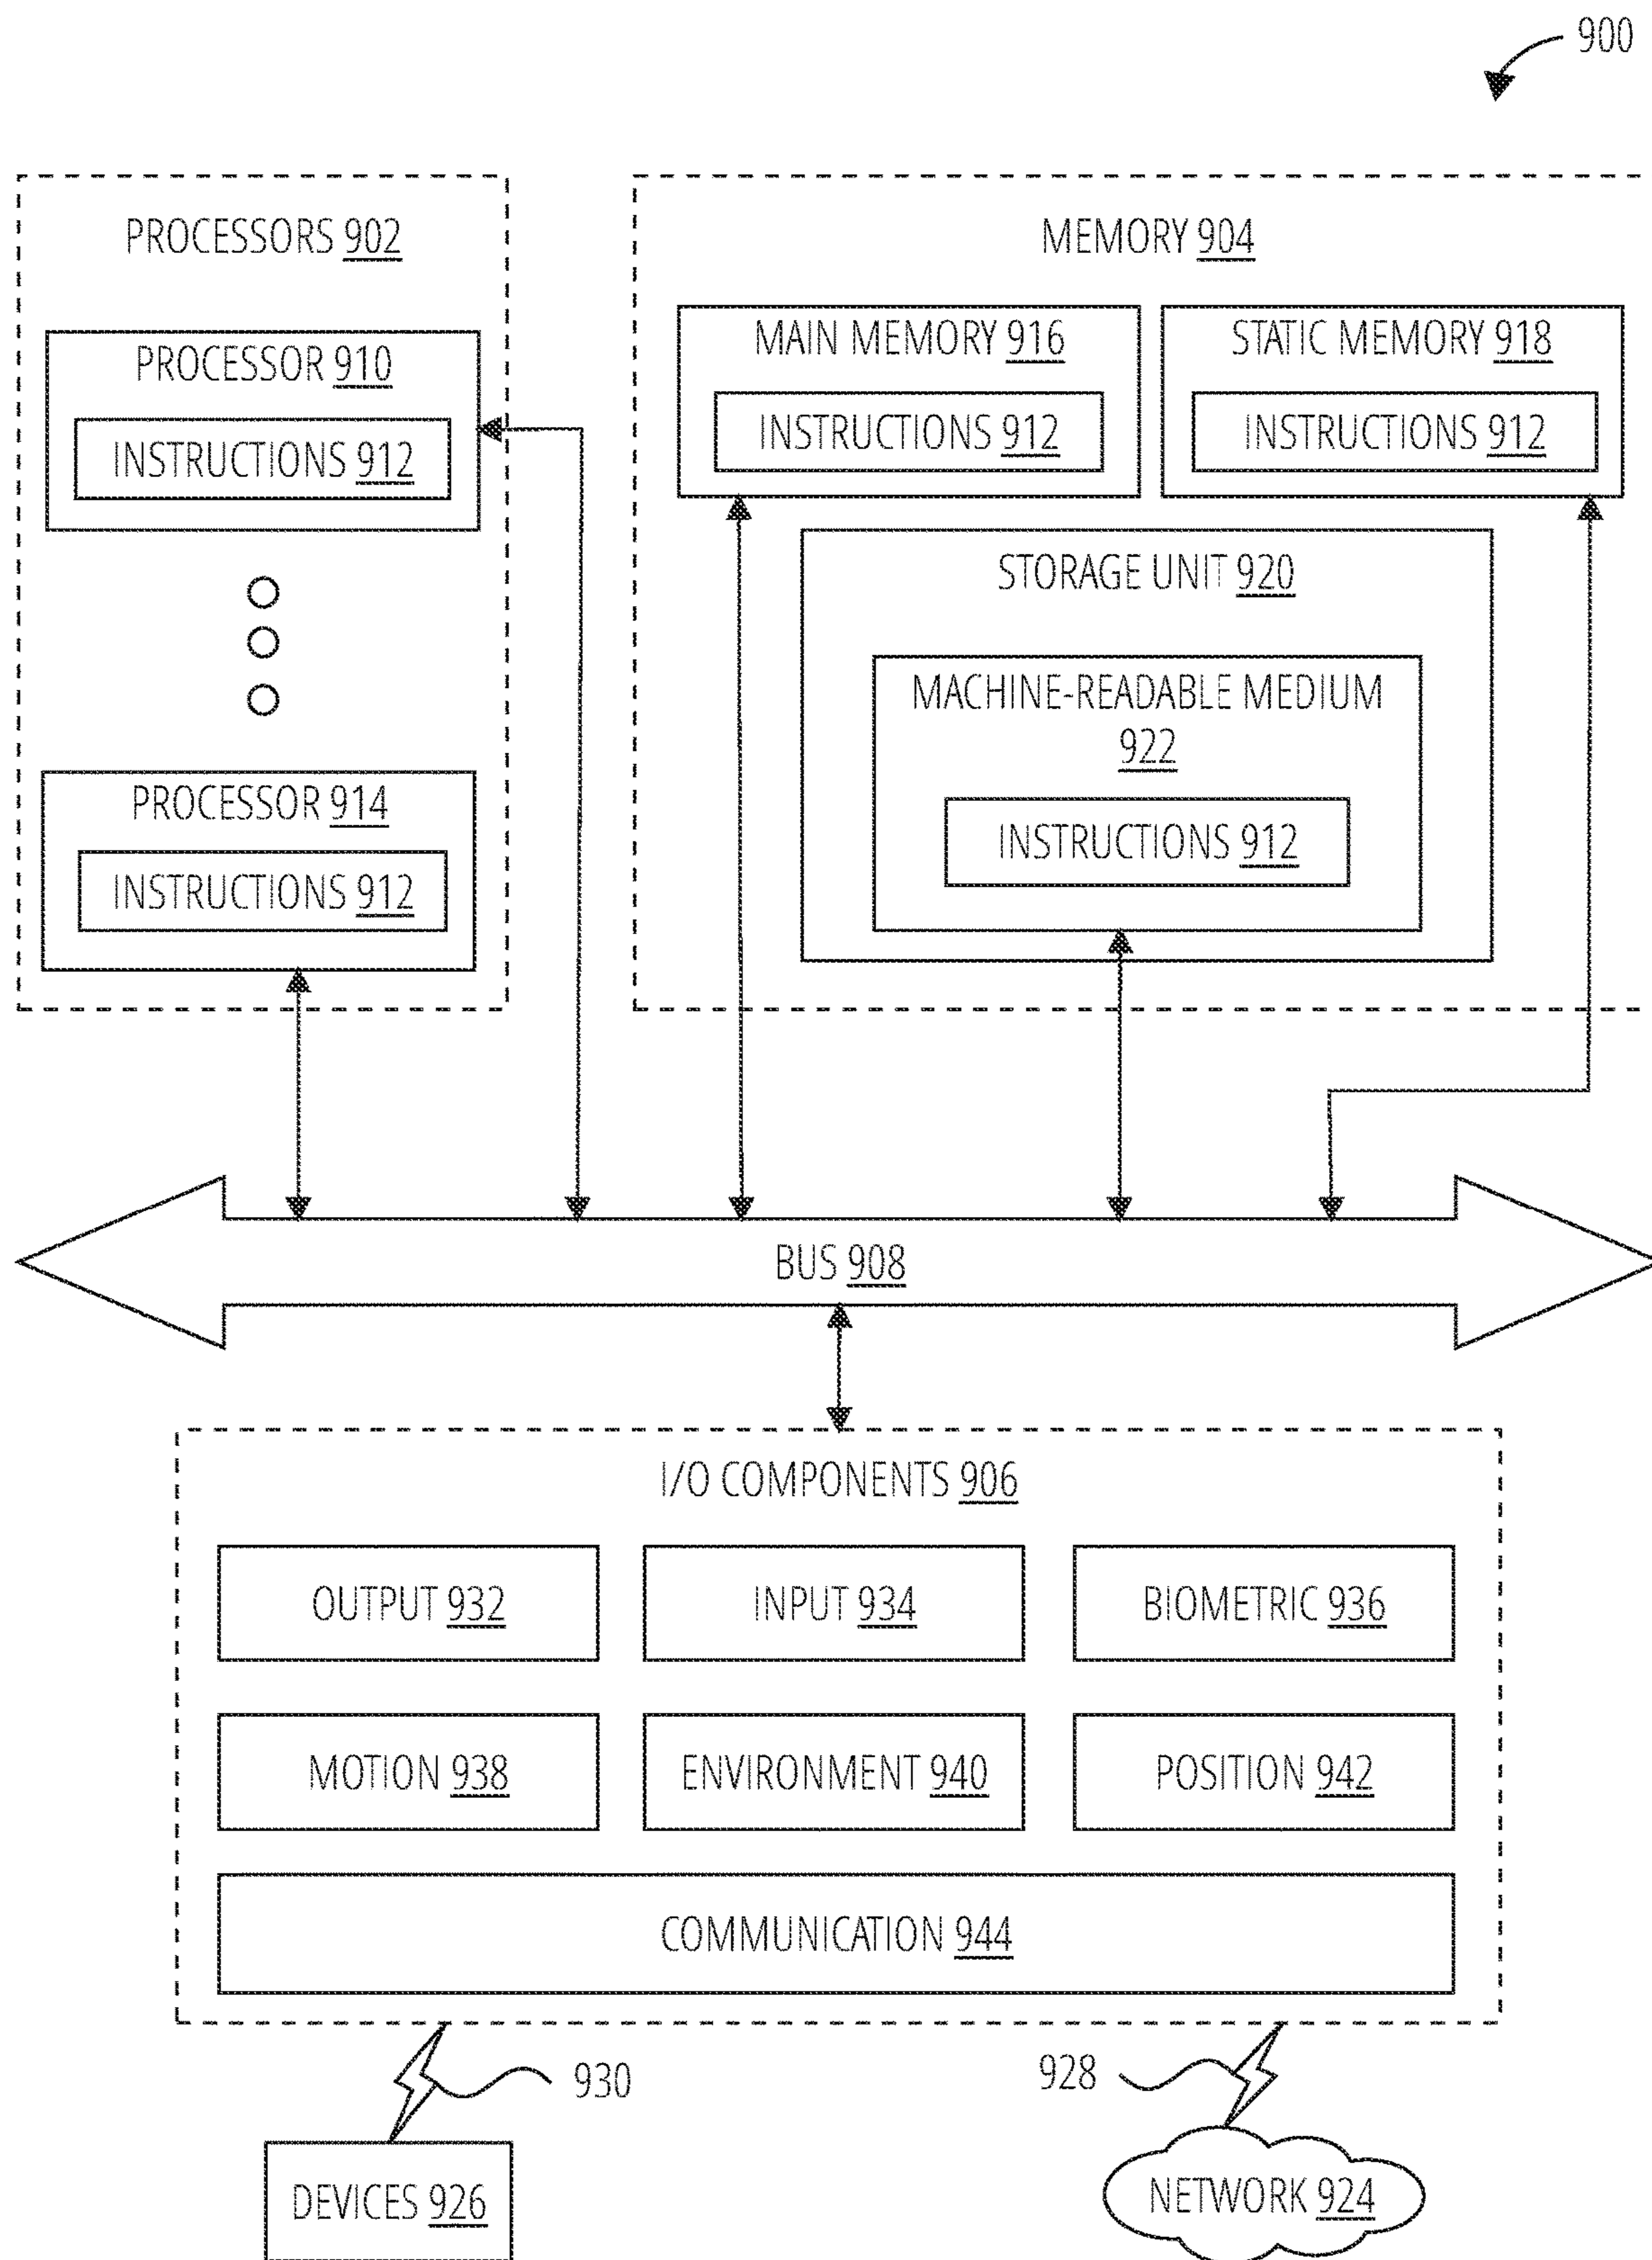 900
PROCESSORS 902
PROCESSOR 910
INSTRUCTIONS 912
PROCESSOR 914
INSTRUCTIONS 912
MEMORY 904
MAIN MEMORY 916
INSTRUCTIONS 912
STATIC MEMORY 918
INSTRUCTIONS 912
STORAGE UNIT 920
MACHINE-READABLE MEDIUM
922
INSTRUCTIONS 912
BUS 908
I/O COMPONENTS 906
OUTPUT 932
INPUT 934
BIOMETRIC 936
MOTION 938
ENVIRONMENT 940
POSITION 942
COMMUNICATION 944
930
928
DEVICES 926
NETWORK 924